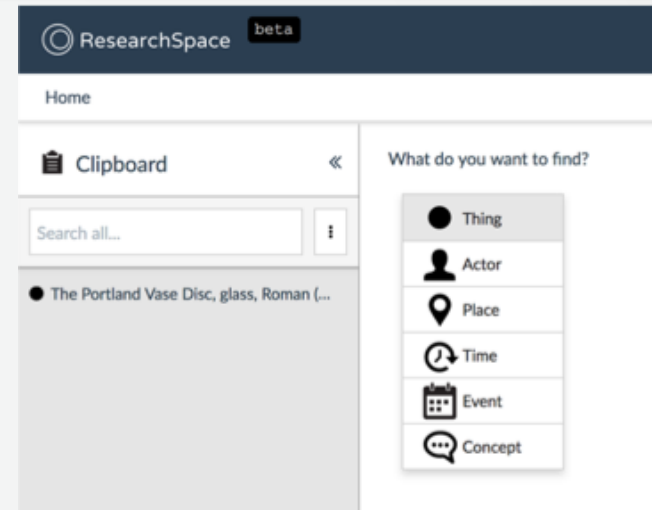 ResearchSpace beta
Home
Clipboard «
Search all...
The Portland Vase Disc, glass, Roman (...
What do you want to find?
Thing
Actor
Place
Time
Event
Concept